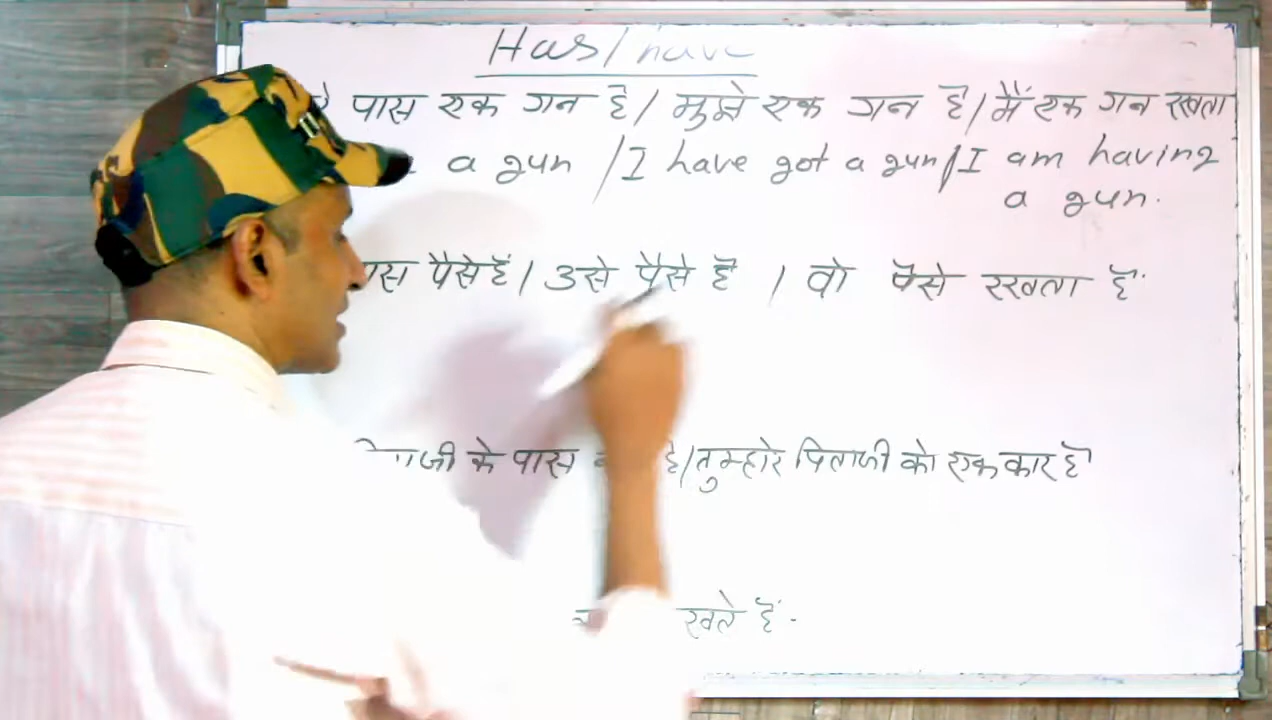 Has/have
पास एक गन है/ मुझे एक गन है/मैं एक गन रखता
a gun /I have got a gun/I am having
a gun.
पास पैसे हैं/ उसे पैसे है / वो पैसे रखता है.
के पास है/तुम्हारे पिताजी को एक कार है
रखते हैं.